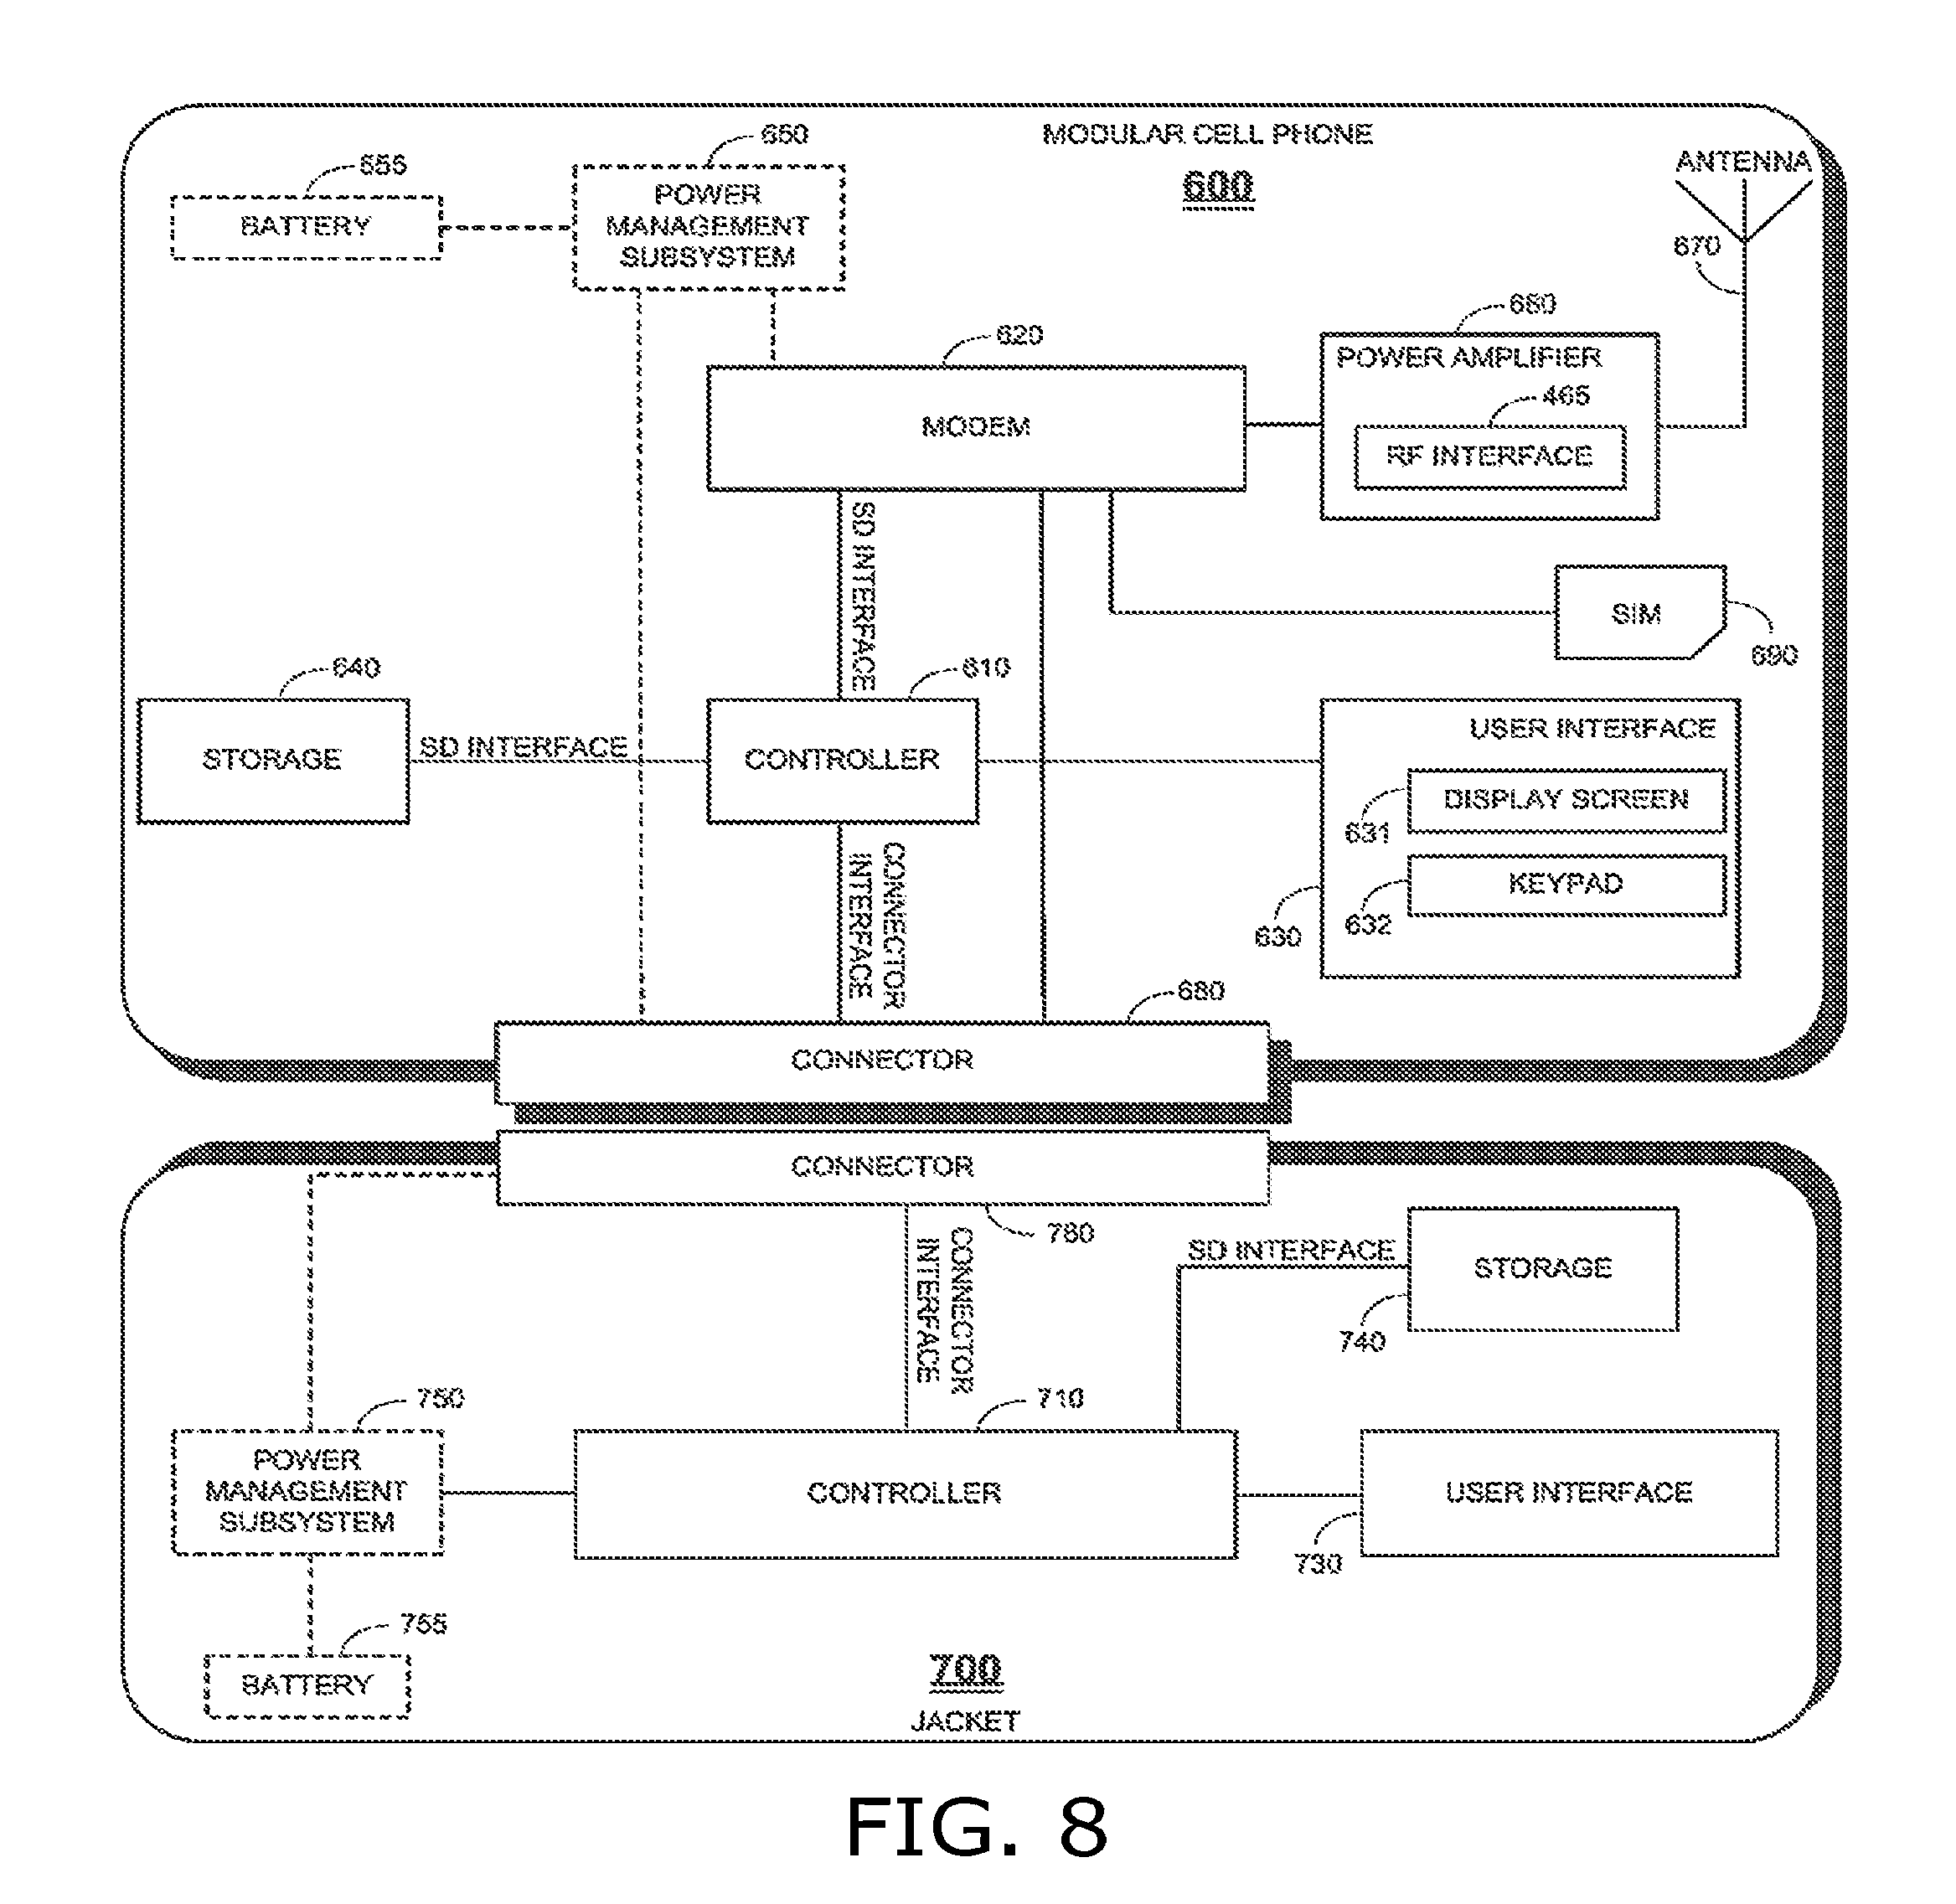 MODULAR CELL PHONE
600
650
655
BATTERY
POWER
MANAGEMENT
SUBSYSTEM
ANTENNA
670
620
MODEM
660
POWER AMPLIFIER
465
RF INTERFACE
SD INTERFACE
SIM
690
640
STORAGE
SD INTERFACE
610
CONTROLLER
USER INTERFACE
631
DISPLAY SCREEN
632
KEYPAD
630
CONNECTOR
INTERFACE
680
CONNECTOR
CONNECTOR
780
CONNECTOR
INTERFACE
SD INTERFACE
STORAGE
740
750
POWER
MANAGEMENT
SUBSYSTEM
710
CONTROLLER
USER INTERFACE
730
755
BATTERY
700
JACKET
FIG. 8